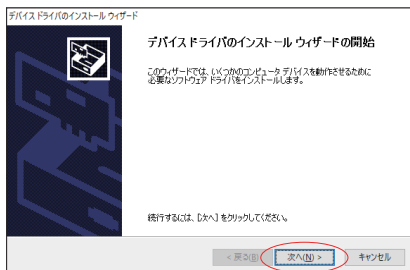 デバイス ドライバのインストール ウィザード
デバイス ドライバのインストール ウィザードの開始
このウィザードでは、いくつかのコンピュータ デバイスを動作させるために
必要なソフトウェア ドライバをインストールします。
続行するには、[次へ] をクリックしてください。
< 戻る(B)
次へ(N) >
キャンセル